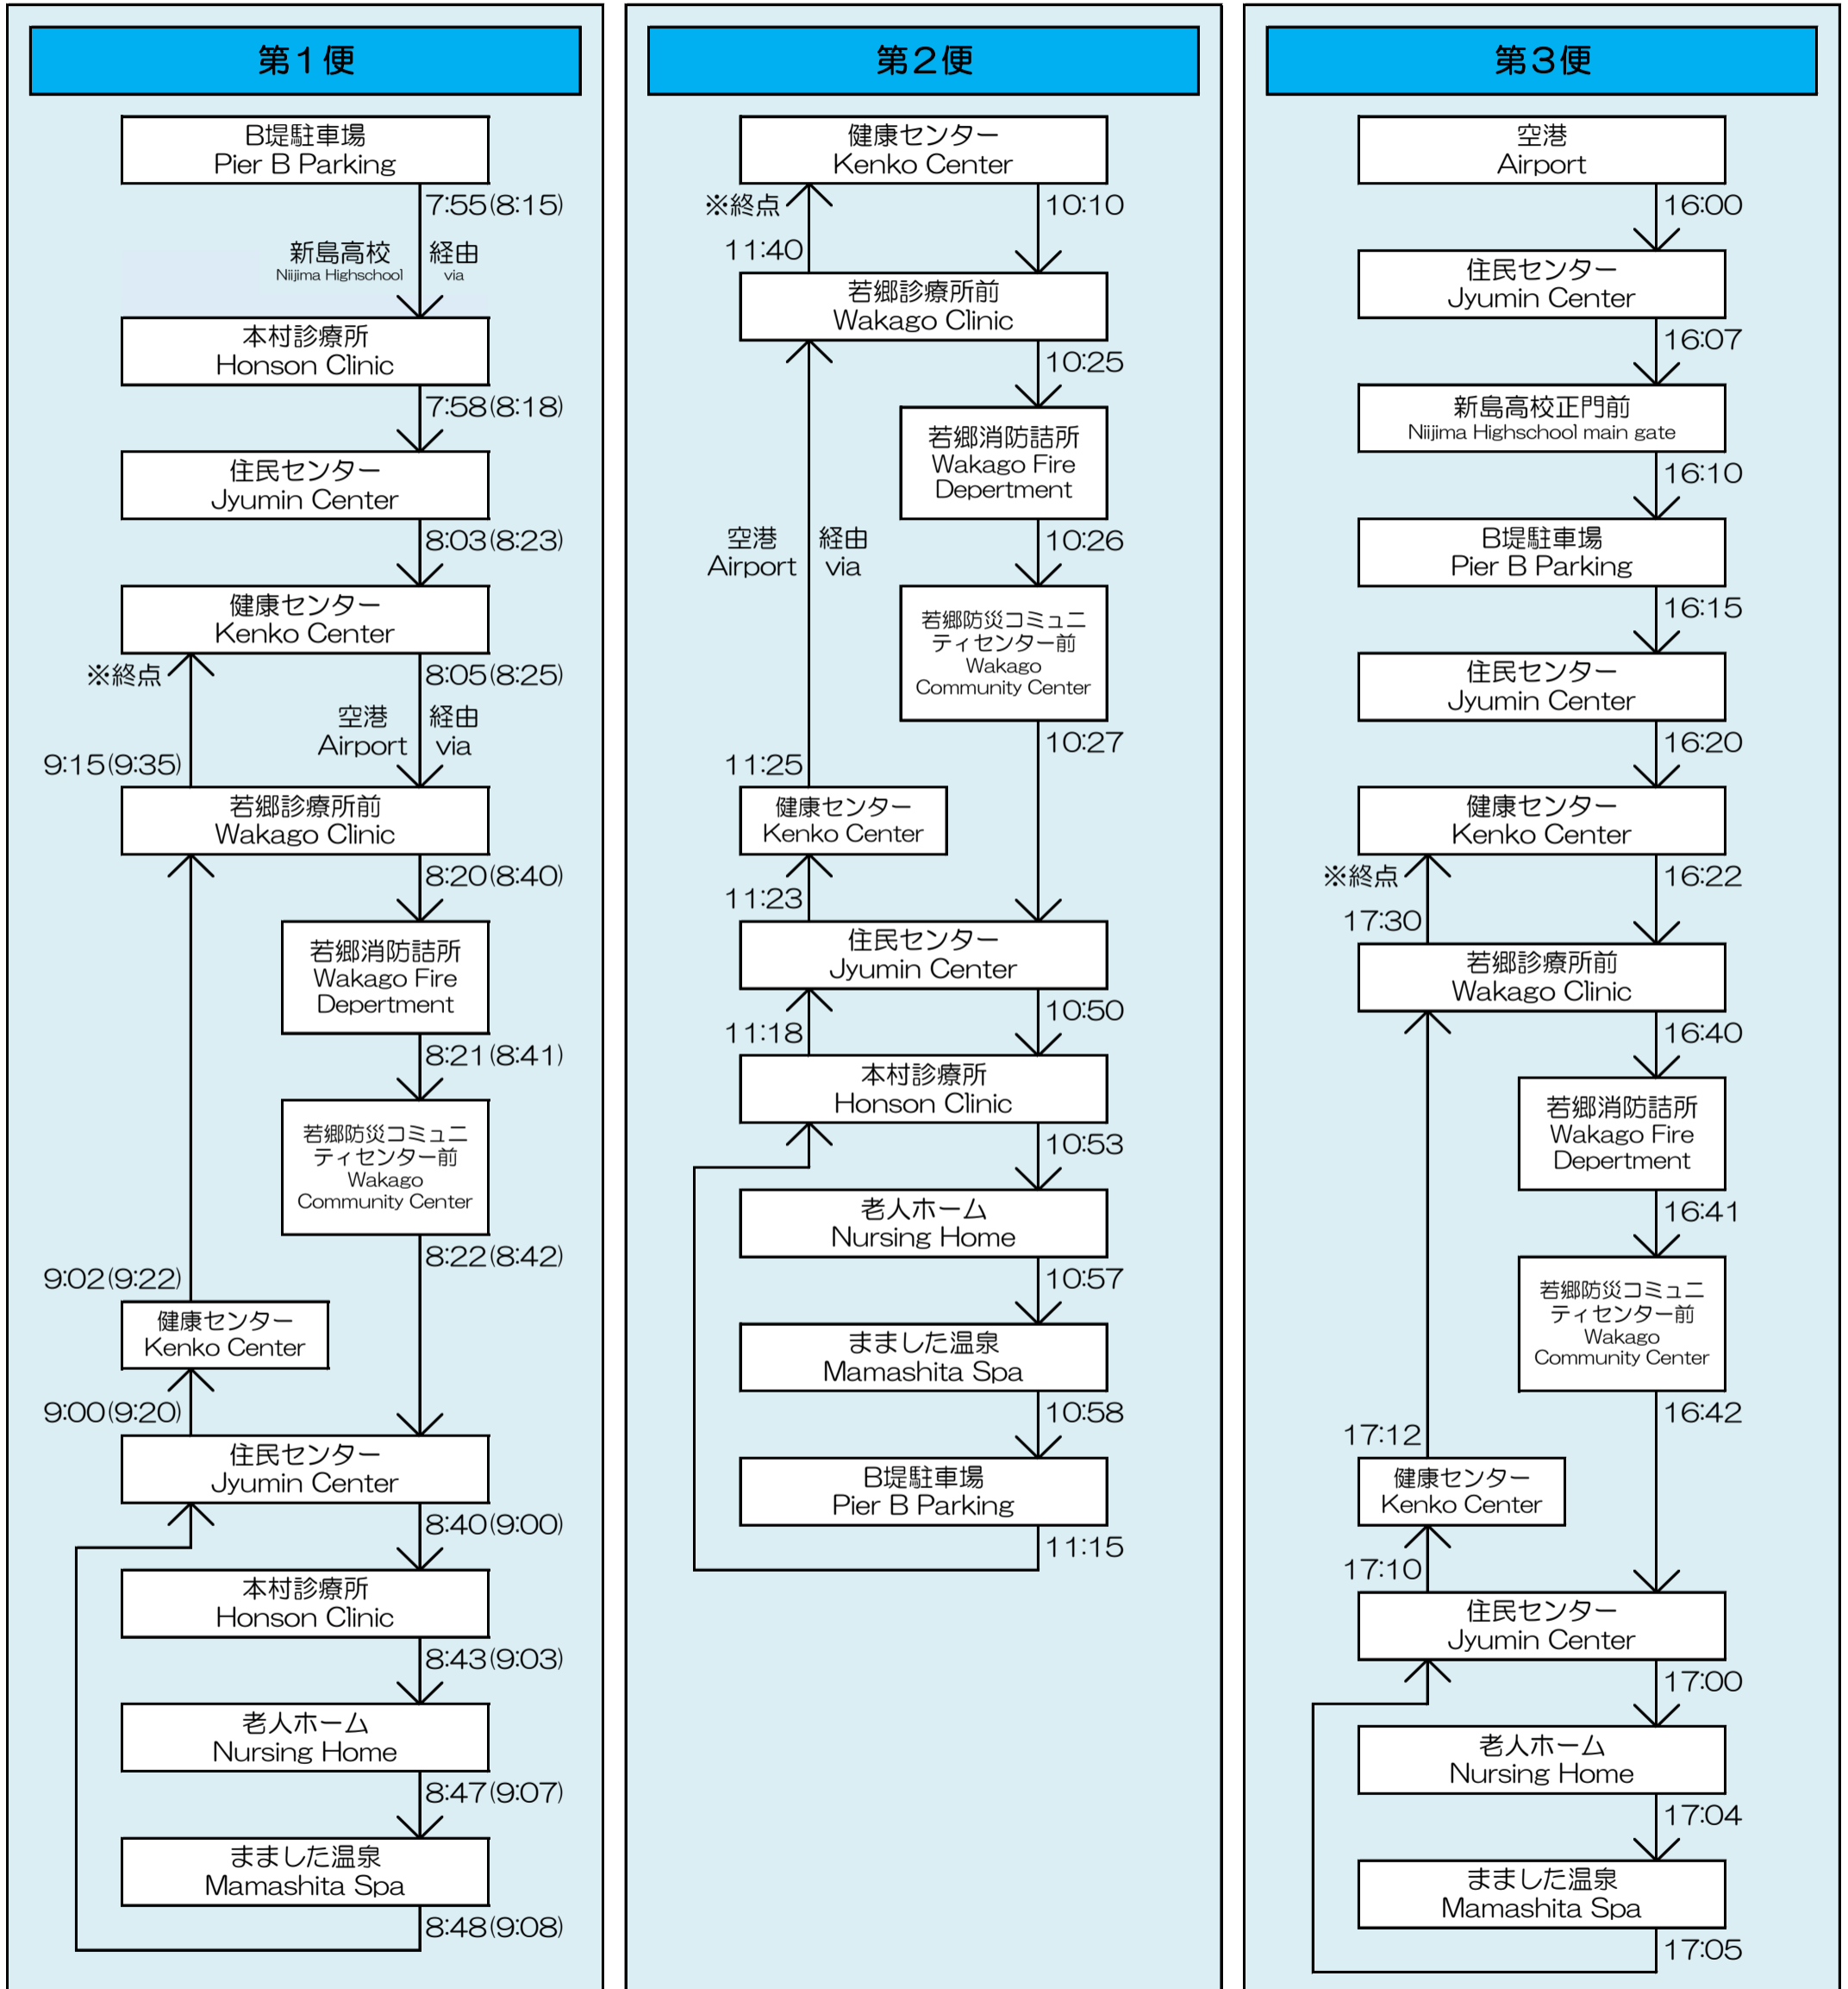 第１便
B堤駐車場
Pier B Parking
7:55(8:15)
新島高校 経由
Niijima Highschool via
本村診療所
Honson Clinic
7:58(8:18)
住民センター
Jyumin Center
8:03(8:23)
健康センター
Kenko Center
※終点
8:05(8:25)
空港 経由
Airport via
9:15(9:35)
若郷診療所前
Wakago Clinic
8:20(8:40)
若郷消防詰所
Wakago Fire
Depertment
8:21(8:41)
若郷防災コミュニ
ティセンター前
Wakago
Community Center
8:22(8:42)
9:02(9:22)
健康センター
Kenko Center
9:00(9:20)
住民センター
Jyumin Center
8:40(9:00)
本村診療所
Honson Clinic
8:43(9:03)
老人ホーム
Nursing Home
8:47(9:07)
まました温泉
Mamashita Spa
8:48(9:08)
第２便
健康センター
Kenko Center
※終点
10:10
11:40
若郷診療所前
Wakago Clinic
10:25
若郷消防詰所
Wakago Fire
Depertment
空港 経由
Airport via
10:26
若郷防災コミュニ
ティセンター前
Wakago
Community Center
10:27
11:25
健康センター
Kenko Center
11:23
住民センター
Jyumin Center
10:50
11:18
本村診療所
Honson Clinic
10:53
老人ホーム
Nursing Home
10:57
まました温泉
Mamashita Spa
10:58
B堤駐車場
Pier B Parking
11:15
第３便
空港
Airport
16:00
住民センター
Jyumin Center
16:07
新島高校正門前
Niijima Highschool main gate
16:10
B堤駐車場
Pier B Parking
16:15
住民センター
Jyumin Center
16:20
健康センター
Kenko Center
※終点
16:22
17:30
若郷診療所前
Wakago Clinic
16:40
若郷消防詰所
Wakago Fire
Depertment
16:41
若郷防災コミュニ
ティセンター前
Wakago
Community Center
16:42
17:12
健康センター
Kenko Center
17:10
住民センター
Jyumin Center
17:00
老人ホーム
Nursing Home
17:04
まました温泉
Mamashita Spa
17:05